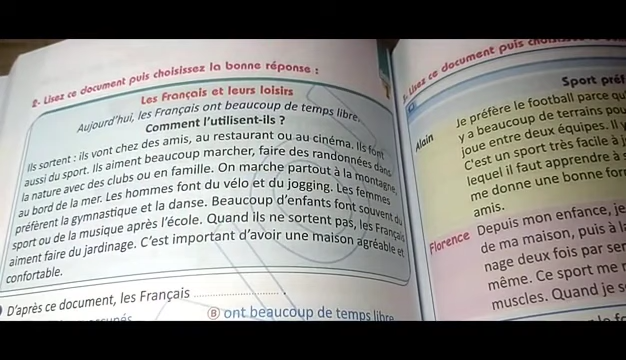 2- Lisez ce document puis choisissez la bonne réponse :
Les Français et leurs loisirs
Aujourd'hui, les Français ont beaucoup de temps libre.
Comment l'utilisent-ils ?
Ils sortent : ils vont chez des amis, au restaurant ou au cinéma. Ils font
aussi du sport. Ils aiment beaucoup marcher, faire des randonnées dans
la nature avec des clubs ou en famille. On marche partout à la montagne,
au bord de la mer. Les hommes font du vélo et du jogging. Les femmes
préfèrent la gymnastique et la danse. Beaucoup d'enfants font souvent du
sport ou de la musique après l'école. Quand ils ne sortent pas, les Français
aiment faire du jardinage. C'est important d'avoir une maison agréable et
confortable.
D'après ce document, les Français .................... .
B ont beaucoup de temps libre
Lisez ce document puis
Sport préf
Alain
Je préfère le football parce qu
y a beaucoup de terrains pou
joue entre deux équipes. Il y
C'est un sport très facile à j
lequel il faut apprendre à
me donne une bonne for
amis.
Florence
Depuis mon enfance, je
de ma maison, puis à l
nage deux fois par se
même. Ce sport me
muscles. Quand je s